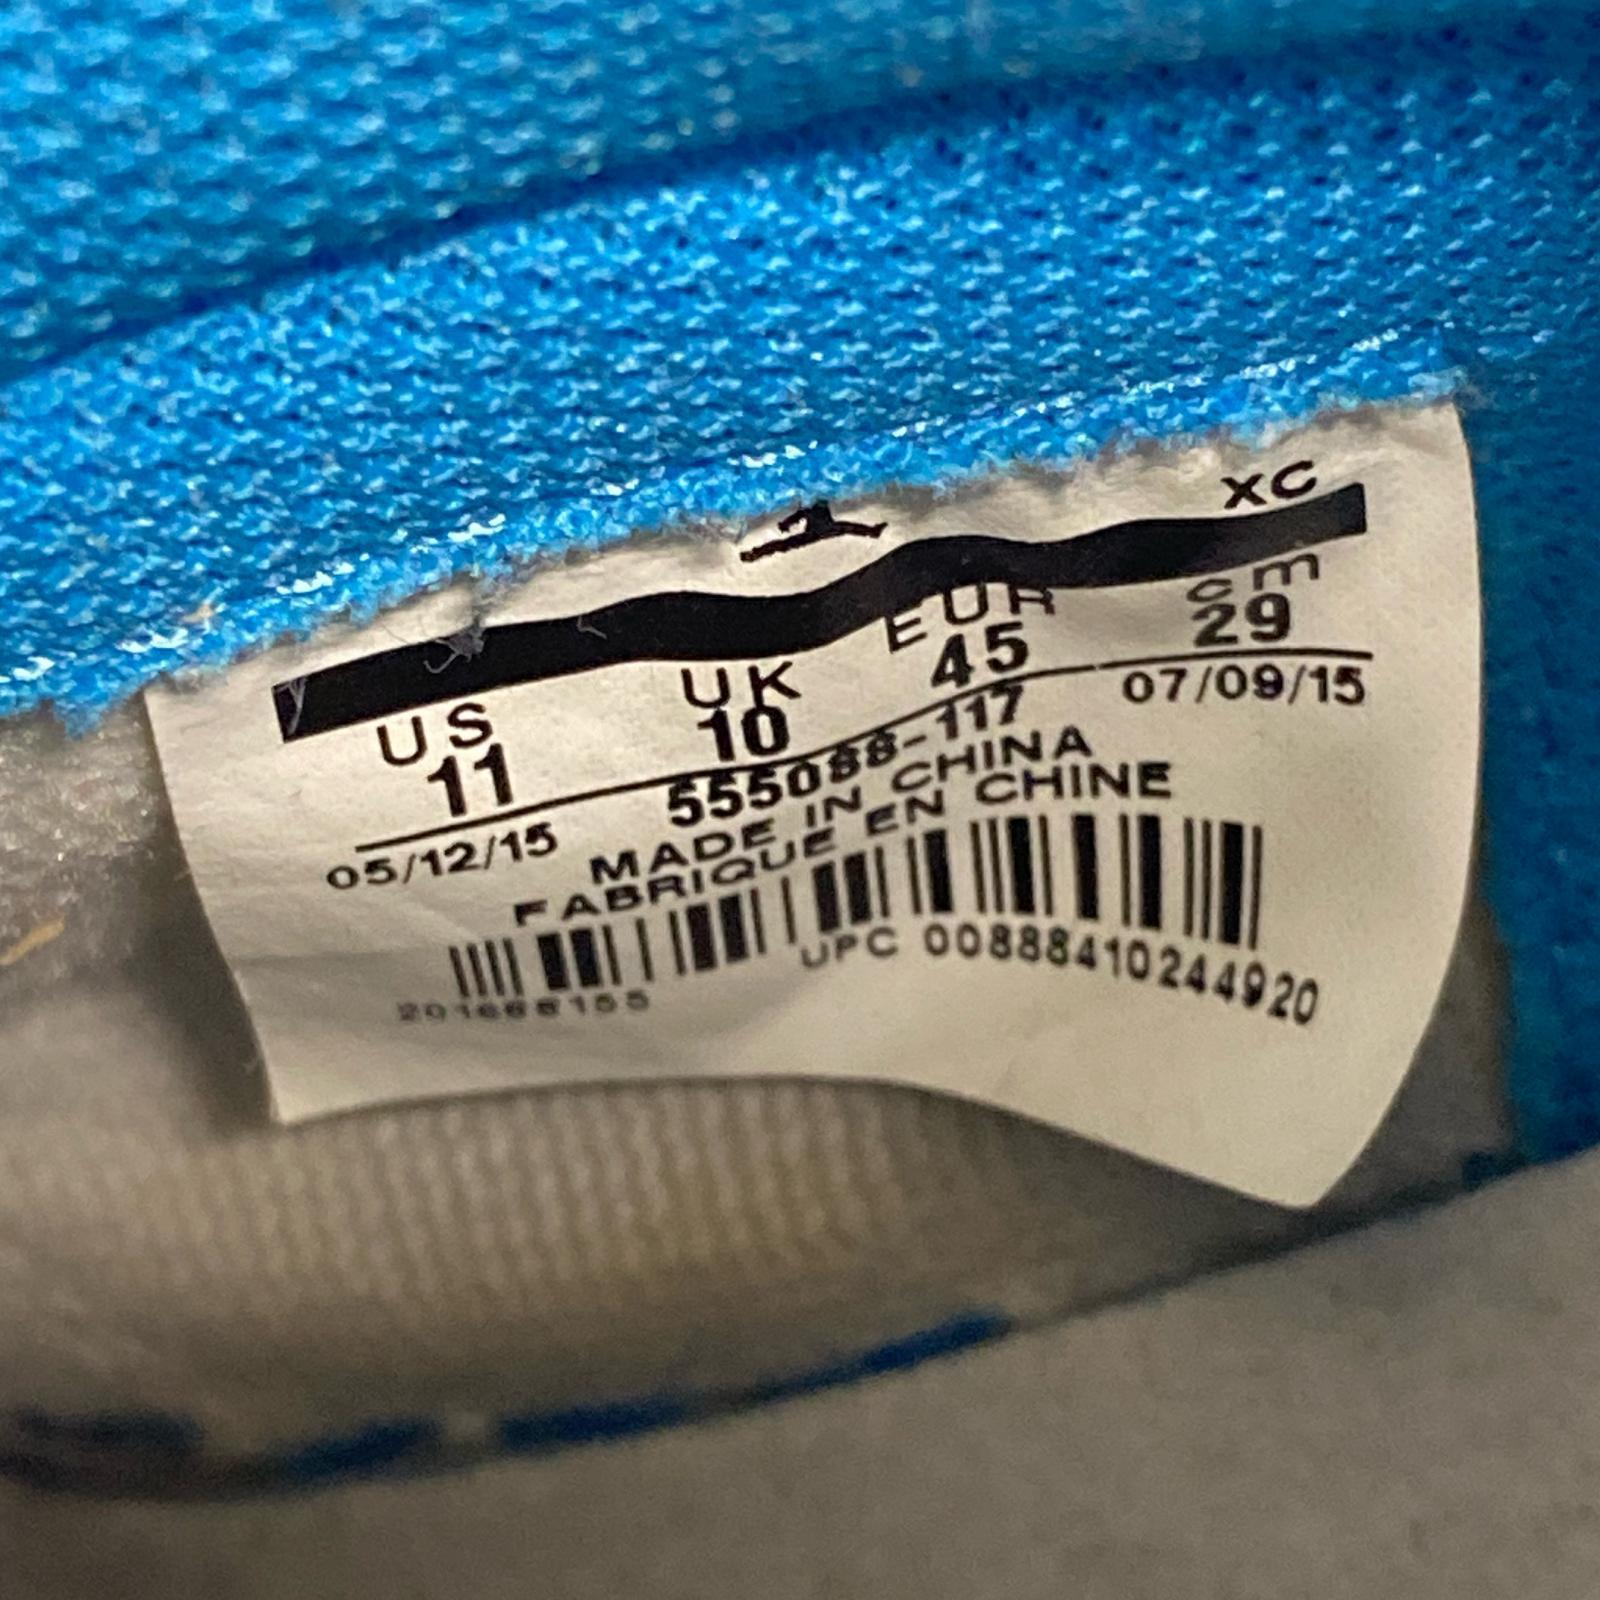 XC
US UK EUR cm
11 10 45 29
05/12/15 555088-117 07/09/15
MADE IN CHINA
FABRIQUE EN CHINE
UPC 00888410244920